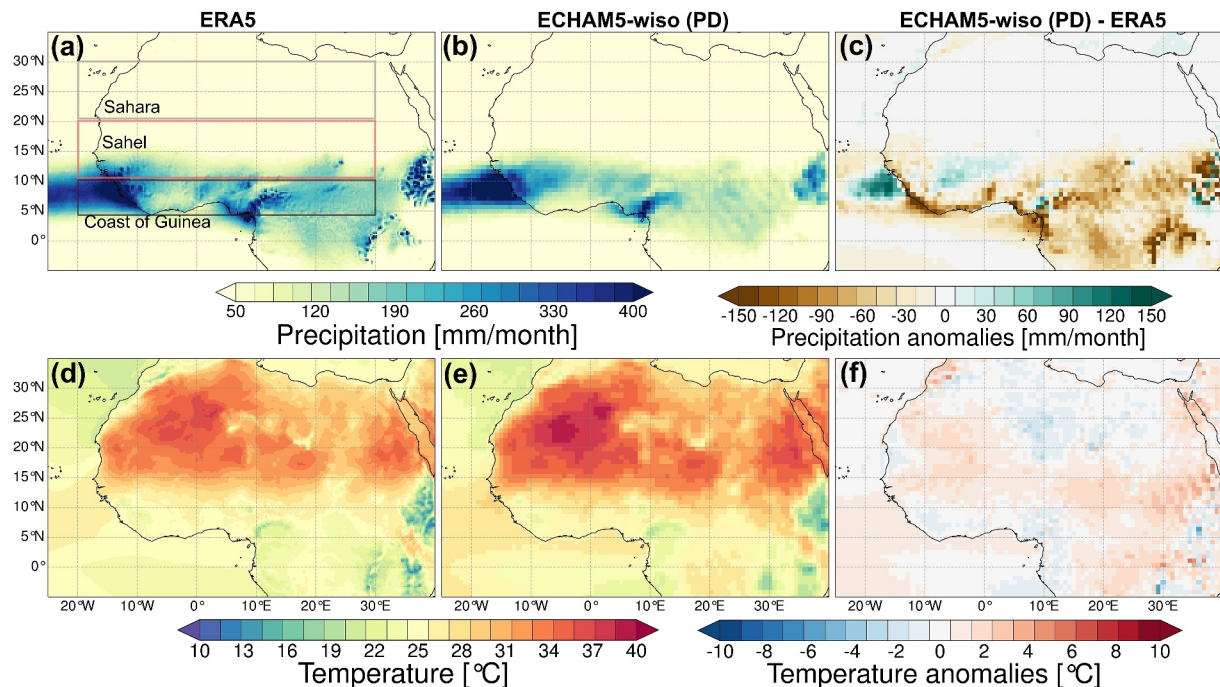 ERA5
ECHAM5-wiso (PD)
ECHAM5-wiso (PD) - ERA5
(a)
(b)
(c)
30°N
25°N
20°N
15°N
10°N
5°N
0°
Sahara
Sahel
Coast of Guinea
50 120 190 260 330 400
Precipitation [mm/month]
-150 -120 -90 -60 -30 0 30 60 90 120 150
Precipitation anomalies [mm/month]
(d)
(e)
(f)
30°N
25°N
20°N
15°N
10°N
5°N
0°
20°W 10°W 0° 10°E 20°E 30°E
20°W 10°W 0° 10°E 20°E 30°E
20°W 10°W 0° 10°E 20°E 30°E
10 13 16 19 22 25 28 31 34 37 40
Temperature [°C]
-10 -8 -6 -4 -2 0 2 4 6 8 10
Temperature anomalies [°C]